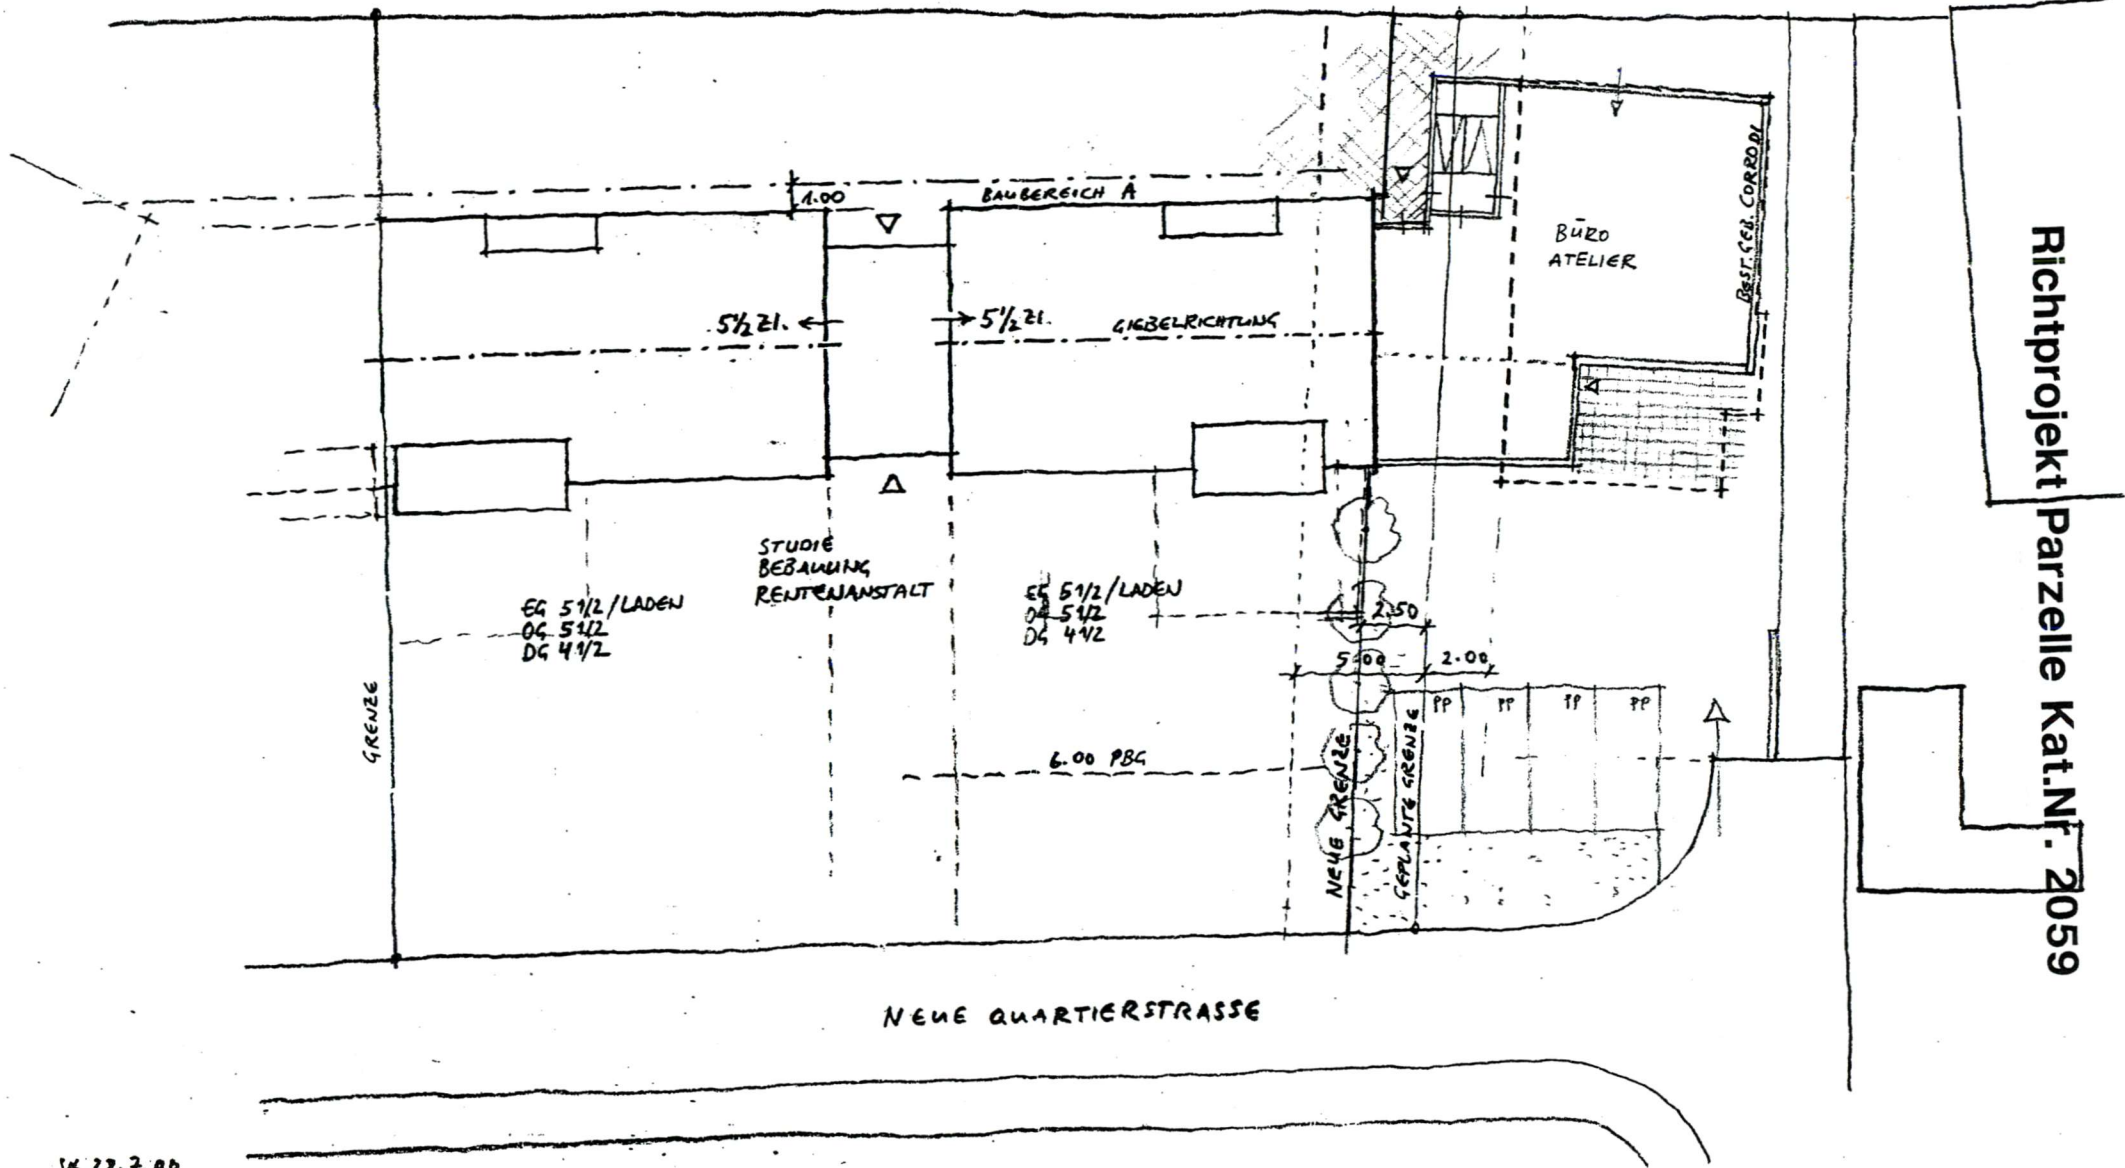 1.00
BAUBEREICH A
BEST. GEB. CORRODI
BÜRO
ATELIER
5½ ZI.
5½ ZI.
GIEBELRICHTUNG
STUDIE
BEBAUUNG
RENTENANSTALT
EG 5 1/2 / LADEN
OG 5 1/2
DG 4 1/2
EG 5 1/2 / LADEN
OG 5 1/2
DG 4 1/2
2.50
5.00
2.00
PP
PP
PP
PP
GRENZE
6.00 PBG
NEUE GRENZE
GEPLANTE GRENZE
NEUE QUARTIERSTRASSE
Richtprojekt Parzelle Kat.Nr. 2059